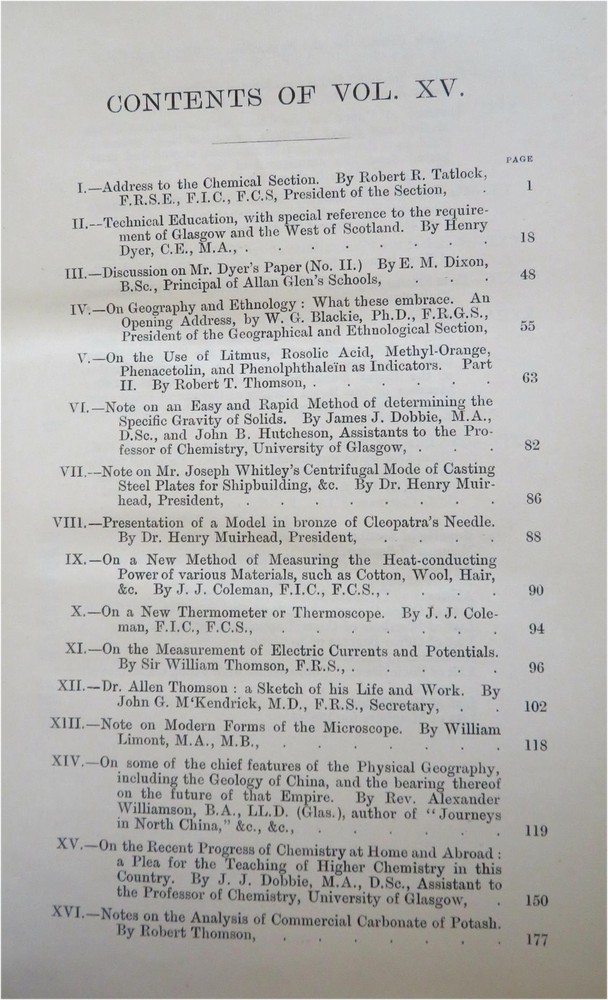 CONTENTS OF VOL. XV.
PAGE
I.—Address to the Chemical Section. By Robert R. Tatlock,
F.R.S.E., F.I.C., F.C.S, President of the Section, . 1
II.--Technical Education, with special reference to the require-
ment of Glasgow and the West of Scotland. By Henry
Dyer, C.E., M.A., . . . . . . . 18
III.—Discussion on Mr. Dyer's Paper (No. II.) By E. M. Dixon,
B.Sc., Principal of Allan Glen's Schools, . . . 48
IV.—On Geography and Ethnology : What these embrace. An
Opening Address, by W. G. Blackie, Ph.D., F.R.G.S.,
President of the Geographical and Ethnological Section, 55
V.—On the Use of Litmus, Rosolic Acid, Methyl-Orange,
Phenacetolin, and Phenolphthaleïn as Indicators. Part
II. By Robert T. Thomson, . . . . . . 63
VI.—Note on an Easy and Rapid Method of determining the
Specific Gravity of Solids. By James J. Dobbie, M.A.,
D.Sc., and John B. Hutcheson, Assistants to the Pro-
fessor of Chemistry, University of Glasgow, . . . 82
VII.—Note on Mr. Joseph Whitley's Centrifugal Mode of Casting
Steel Plates for Shipbuilding, &c. By Dr. Henry Muir-
head, President, . . . . . . . . 86
VIII.—Presentation of a Model in bronze of Cleopatra's Needle.
By Dr. Henry Muirhead, President, . . . . 88
IX.—On a New Method of Measuring the Heat-conducting
Power of various Materials, such as Cotton, Wool, Hair,
&c. By J. J. Coleman, F.I.C., F.C.S., . . . . 90
X.—On a New Thermometer or Thermoscope. By J. J. Cole-
man, F.I.C., F.C.S., . . . . . . . 94
XI.—On the Measurement of Electric Currents and Potentials.
By Sir William Thomson, F.R.S., . . . . . 96
XII.—Dr. Allen Thomson : a Sketch of his Life and Work. By
John G. M‘Kendrick, M.D., F.R.S., Secretary, . . 102
XIII.—Note on Modern Forms of the Microscope. By William
Limont, M.A., M.B., . . . . . . . 118
XIV.—On some of the chief features of the Physical Geography,
including the Geology of China, and the bearing thereof
on the future of that Empire. By Rev. Alexander
Williamson, B.A., LL.D. (Glas.), author of "Journeys
in North China," &c., &c., . . . . . . 119
XV.—On the Recent Progress of Chemistry at Home and Abroad :
a Plea for the Teaching of Higher Chemistry in this
Country. By J. J. Dobbie, M.A., D.Sc., Assistant to
the Professor of Chemistry, University of Glasgow, . 150
XVI.—Notes on the Analysis of Commercial Carbonate of Potash.
By Robert Thomson, . . . . . . . 177